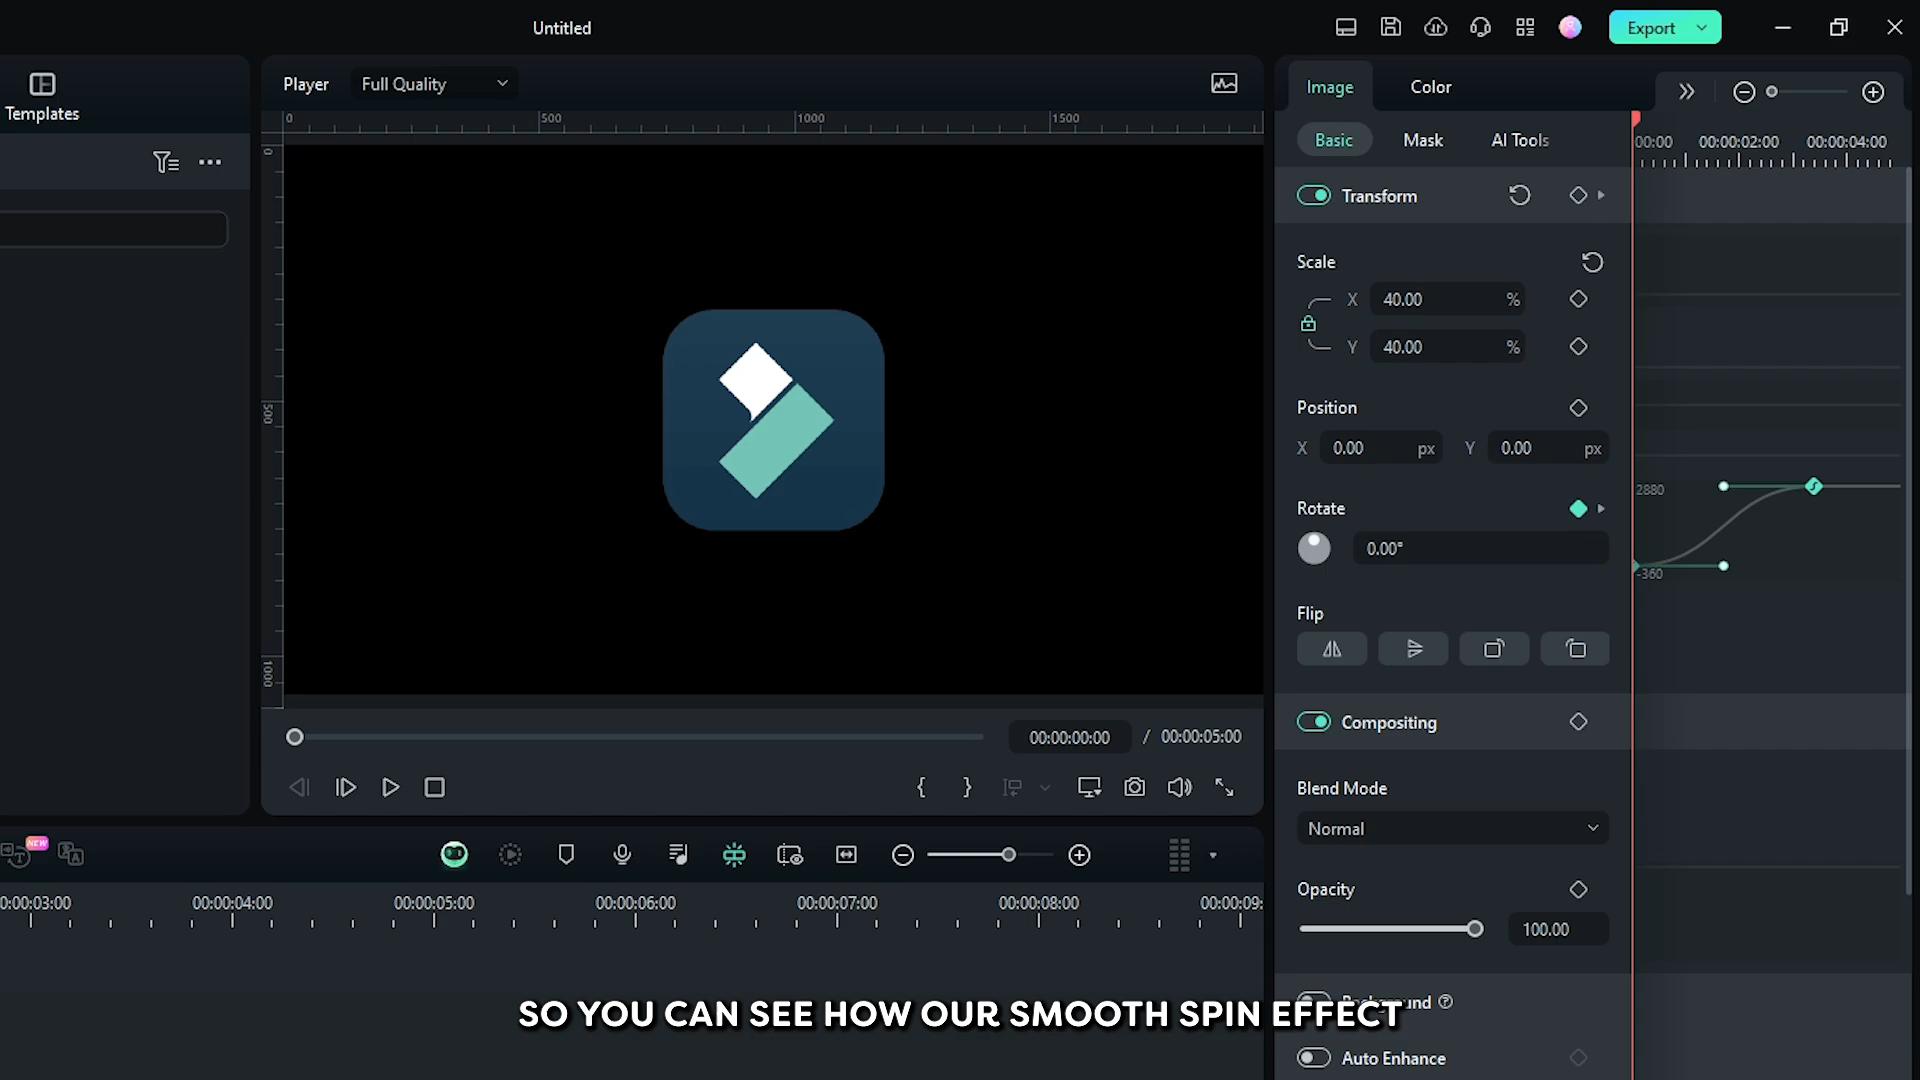 Untitled
Export
Templates
Player
Full Quality
Image
Color
0
500
1000
1500
Basic
Mask
AI Tools
00:00
00:00:02:00
00:00:04:00
0
500
1000
Transform
Scale
X
40.00
%
Y
40.00
%
Position
X
0.00
px
Y
0.00
px
2880
-360
Rotate
0.00°
Flip
Compositing
00:00:00:00
/
00:00:05:00
Blend Mode
Normal
NEW
Opacity
100.00
0:00:03:00
00:00:04:00
00:00:05:00
00:00:06:00
00:00:07:00
00:00:08:00
00:00:09:
Background
SO YOU CAN SEE HOW OUR SMOOTH SPIN EFFECT
Auto Enhance